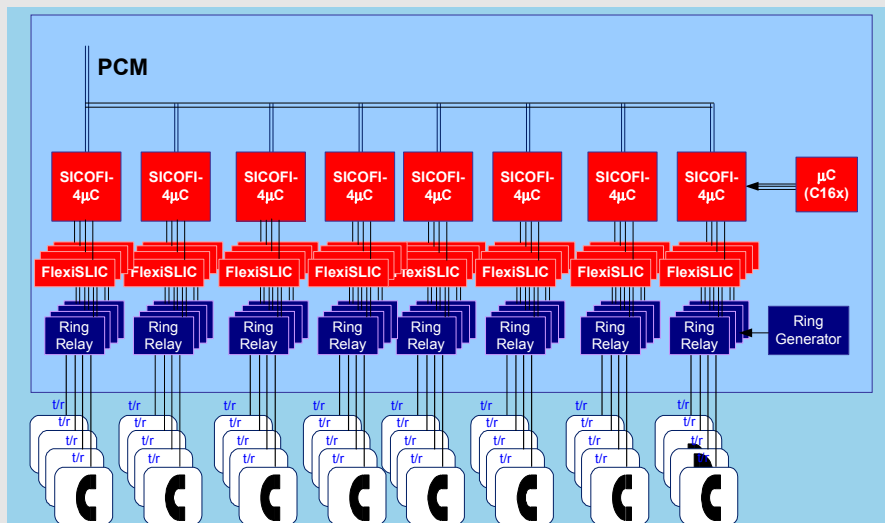 PCM
SICOFI-
4µC
SICOFI-
4µC
SICOFI-
4µC
SICOFI-
4µC
SICOFI-
4µC
SICOFI-
4µC
SICOFI-
4µC
SICOFI-
4µC
µC
(C16x)
FlexiSLIC
FlexiSLIC
FlexiSLIC
FlexiSLIC
FlexiSLIC
FlexiSLIC
FlexiSLIC
FlexiSLIC
Ring
Relay
Ring
Relay
Ring
Relay
Ring
Relay
Ring
Relay
Ring
Relay
Ring
Relay
Ring
Relay
Ring
Generator
t/r t/r t/r t/r t/r t/r t/r t/r
t/r t/r t/r t/r t/r t/r t/r t/r
t/r t/r t/r t/r t/r t/r t/r t/r
t/r t/r t/r t/r t/r t/r t/r t/r